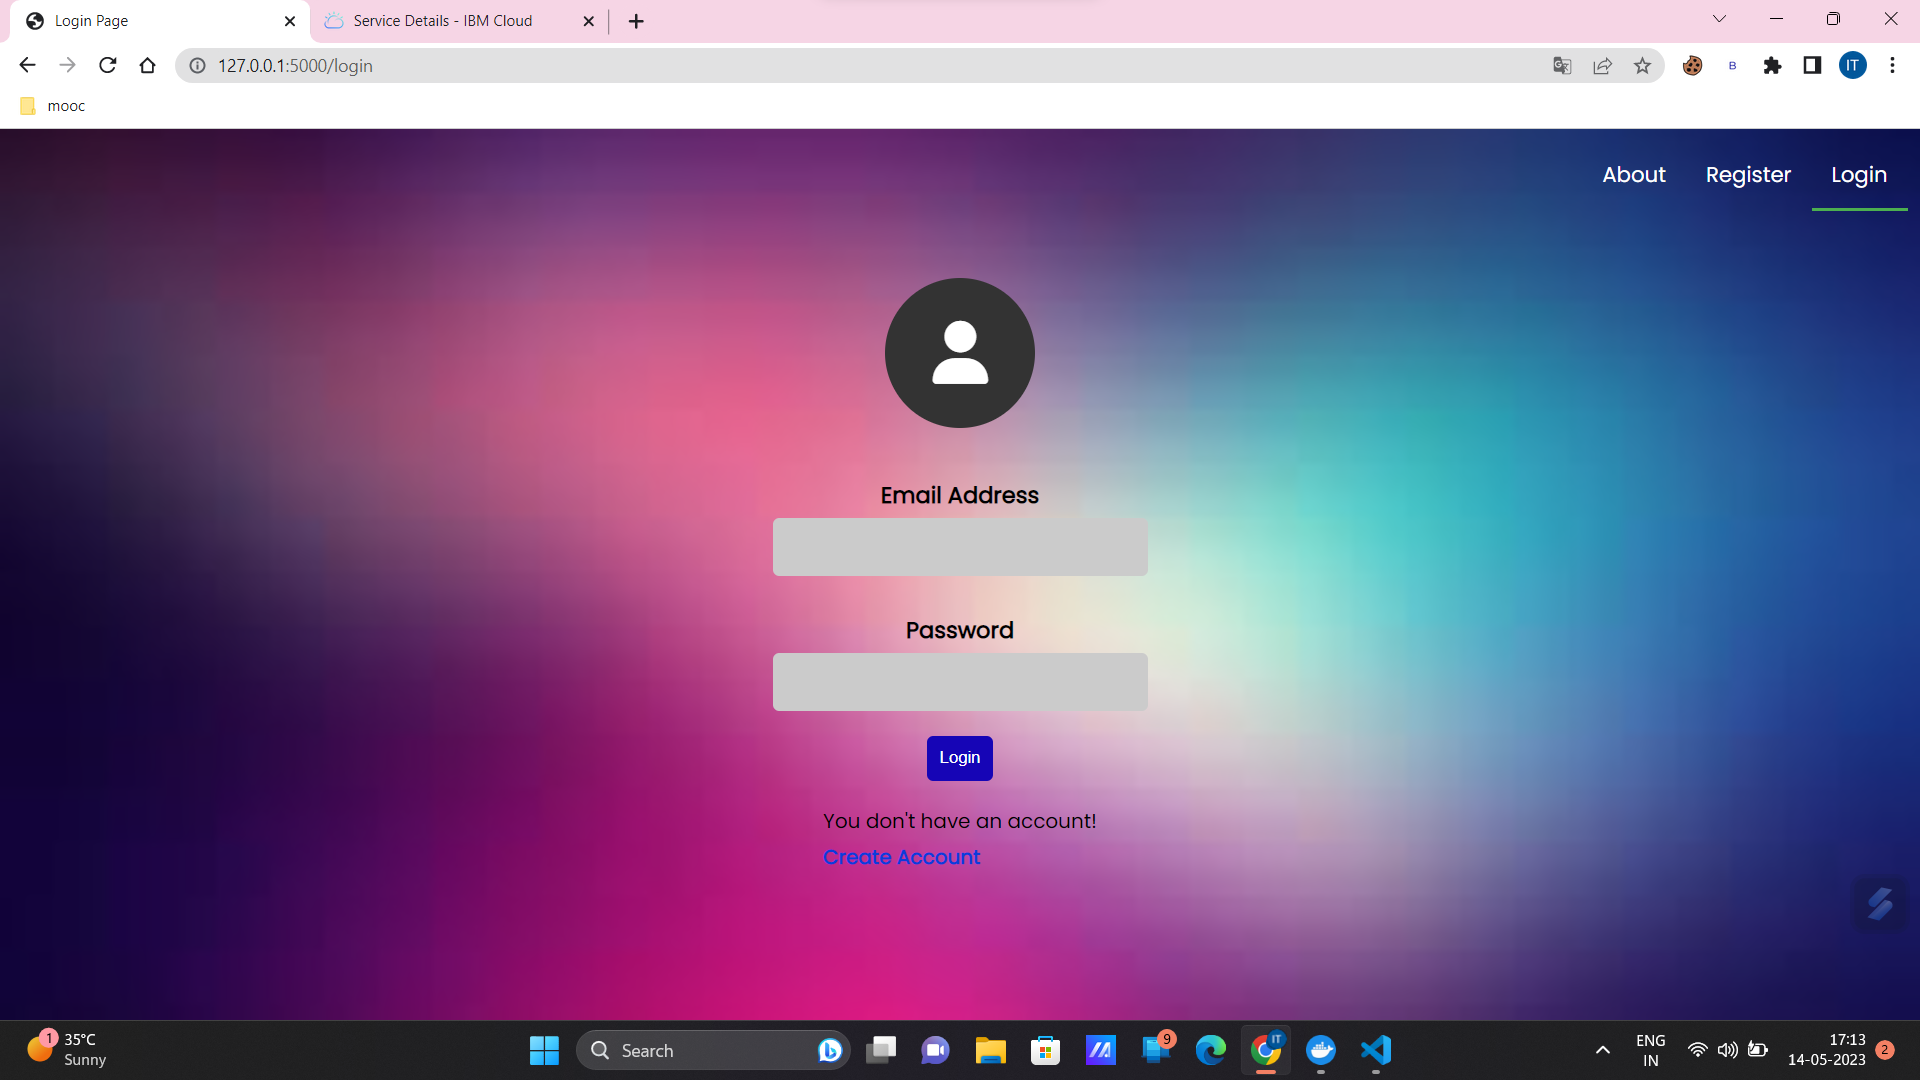 Login Page
Service Details - IBM Cloud
IT
127.0.0.1:5000/login
B
mooc
About
Register
Login
Email Address
Password
Login
You don't have an account!
Create Account
1
35°C
Sunny
Search
9
IT
ENG
IN
17:13
14-05-2023
2